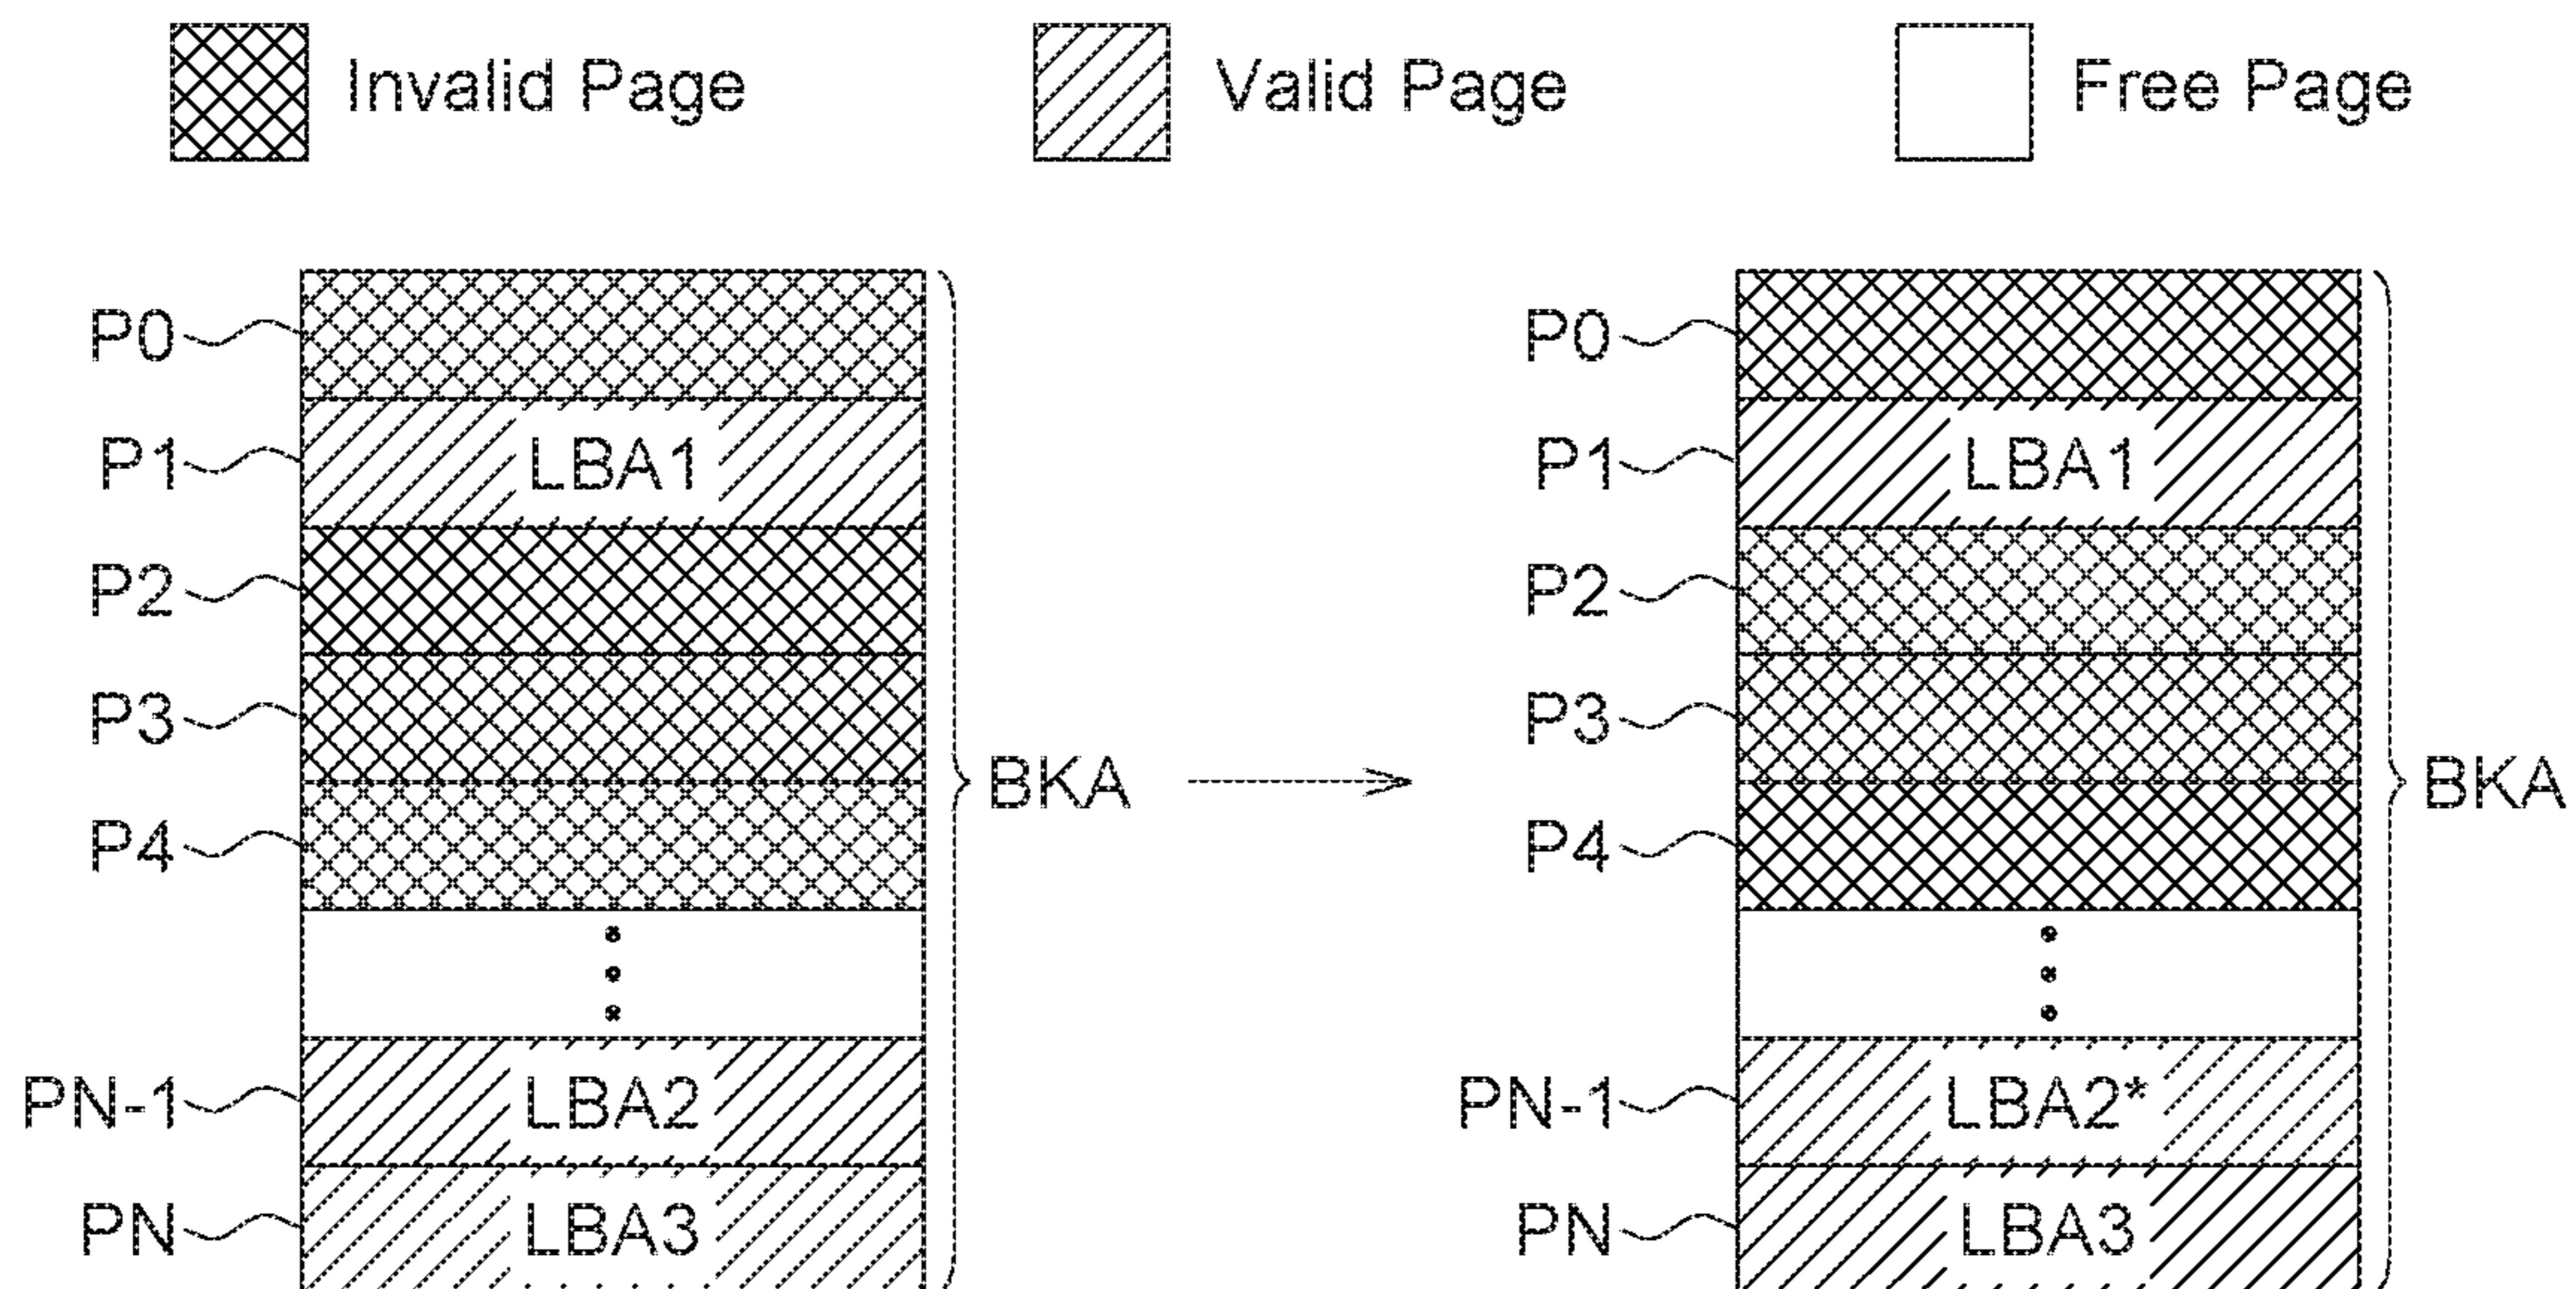 Invalid Page Valid Page Free Page
P0 P0
P1 LBA1 P1 LBA1
P2 P2
P3 P3
BKA BKA
P4 P4
PN-1 LBA2 PN-1 LBA2*
PN LBA3 PN LBA3